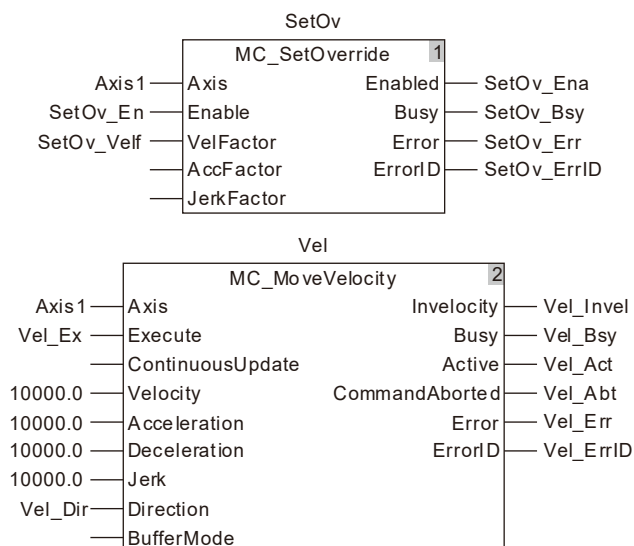 SetOv
MC_SetOverride 1
Axis1 Axis Enabled SetOv_Ena
SetOv_En Enable Busy SetOv_Bsy
SetOv_Velf VelFactor Error SetOv_Err
AccFactor ErrorID SetOv_ErrID
JerkFactor
Vel
MC_MoveVelocity 2
Axis1 Axis Invelocity Vel_Invel
Vel_Ex Execute Busy Vel_Bsy
ContinuousUpdate Active Vel_Act
10000.0 Velocity CommandAborted Vel_Abt
10000.0 Acceleration Error Vel_Err
10000.0 Deceleration ErrorID Vel_ErrID
10000.0 Jerk
Vel_Dir Direction
BufferMode